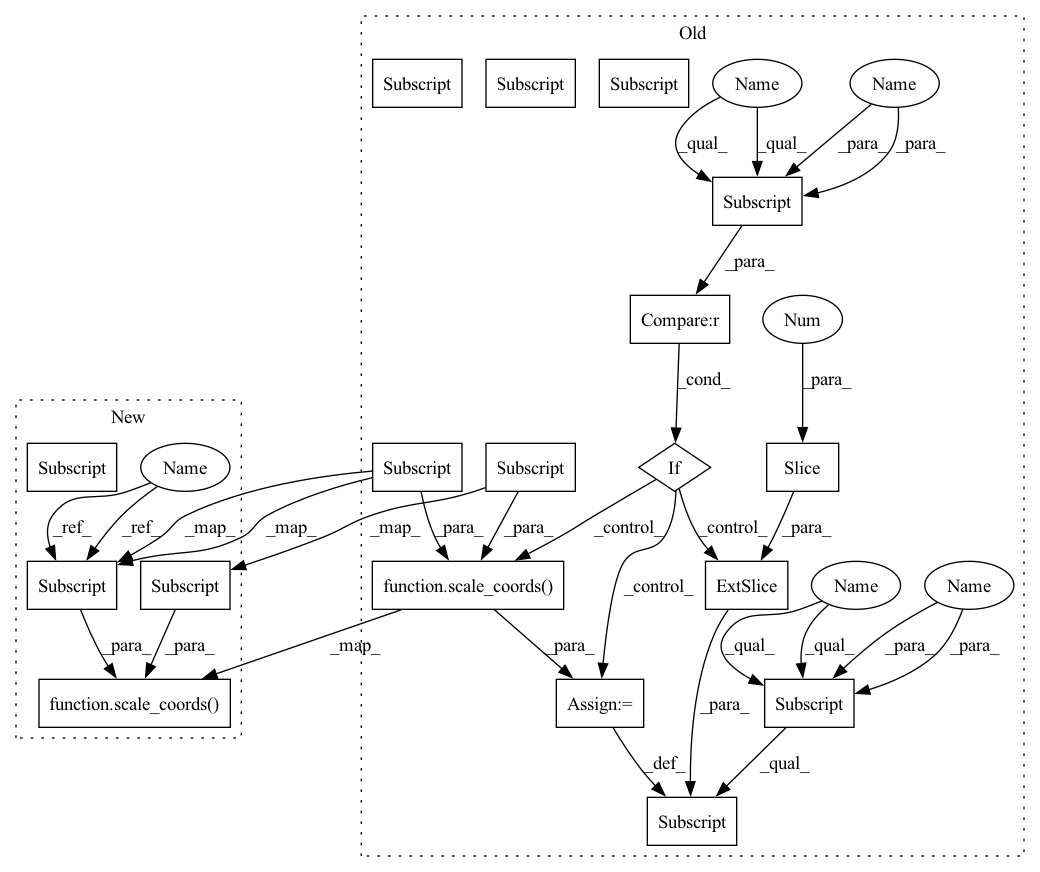 Old
Subscript Subscript Subscript Name Name
_qual_ _qual_ _para_ _para_
Subscript
_para_
Compare:r Num
_cond_ _para_
New
Subscript Name Subscript Subscript If Slice
_ref_ _ref_ _map_ _map_ _map_ _para_ _para_ _control_ _control_ _para_
Subscript Subscript function.scale_coords() ExtSlice Name Name
_control_
_para_ _para_ _map_ _para_ _qual_ _qual_ _para_ _para_
function.scale_coords() Assign:= _para_ Subscript
_def_ _qual_
Subscript